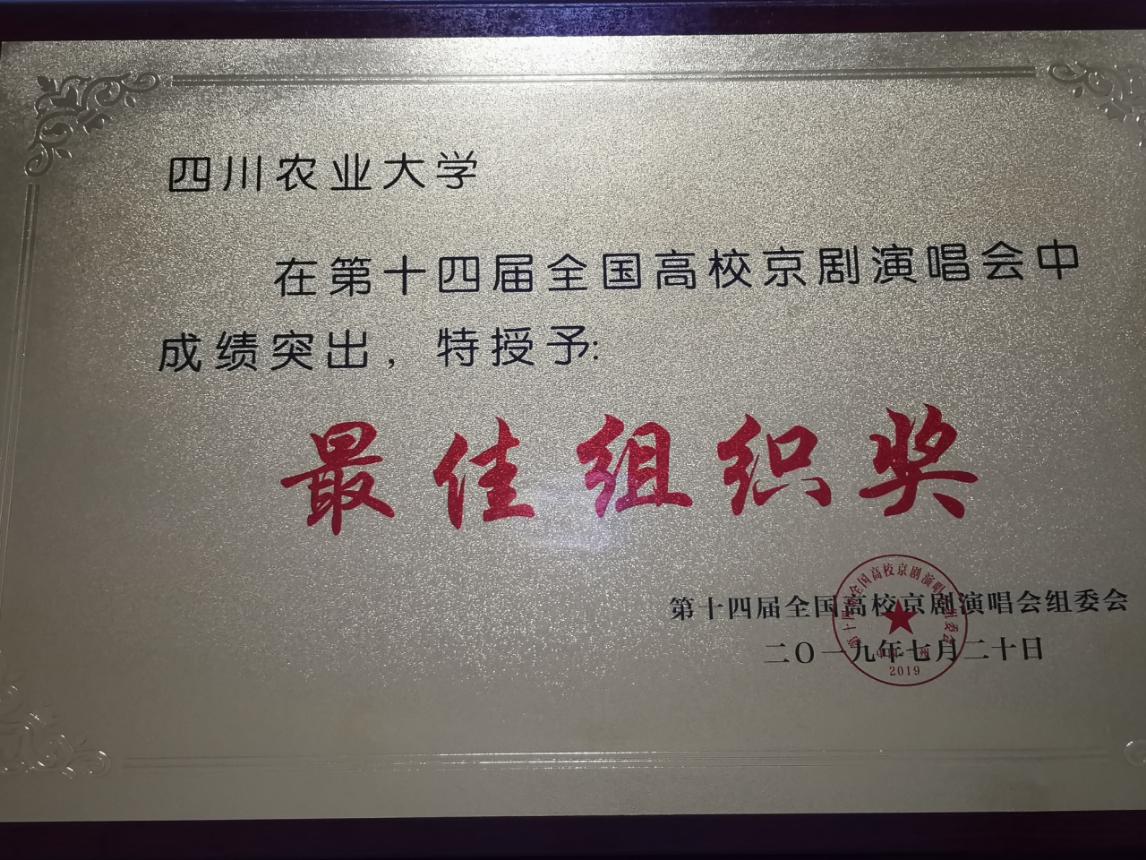 四川农业大学
在第十四届全国高校京剧演唱会中
成绩突出，特授予:
最佳组织奖
第十四届全国高校京剧演唱会组委会
二〇一九年七月二十日
2019